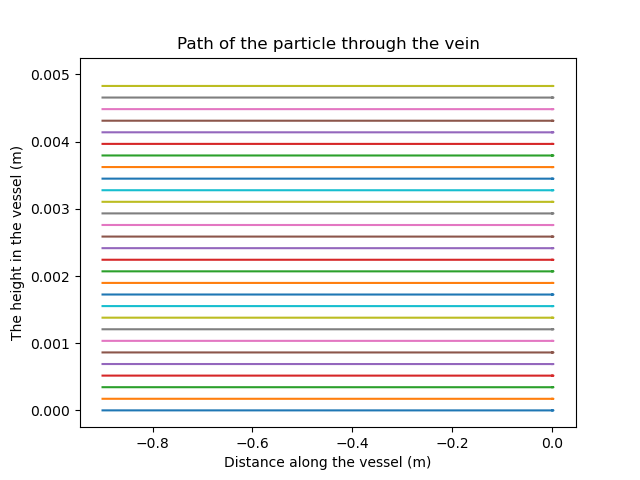 Path of the particle through the vein
0.005
0.004
0.003
0.002
0.001
0.000
The height in the vessel (m)
−0.8 −0.6 −0.4 −0.2 0.0
Distance along the vessel (m)